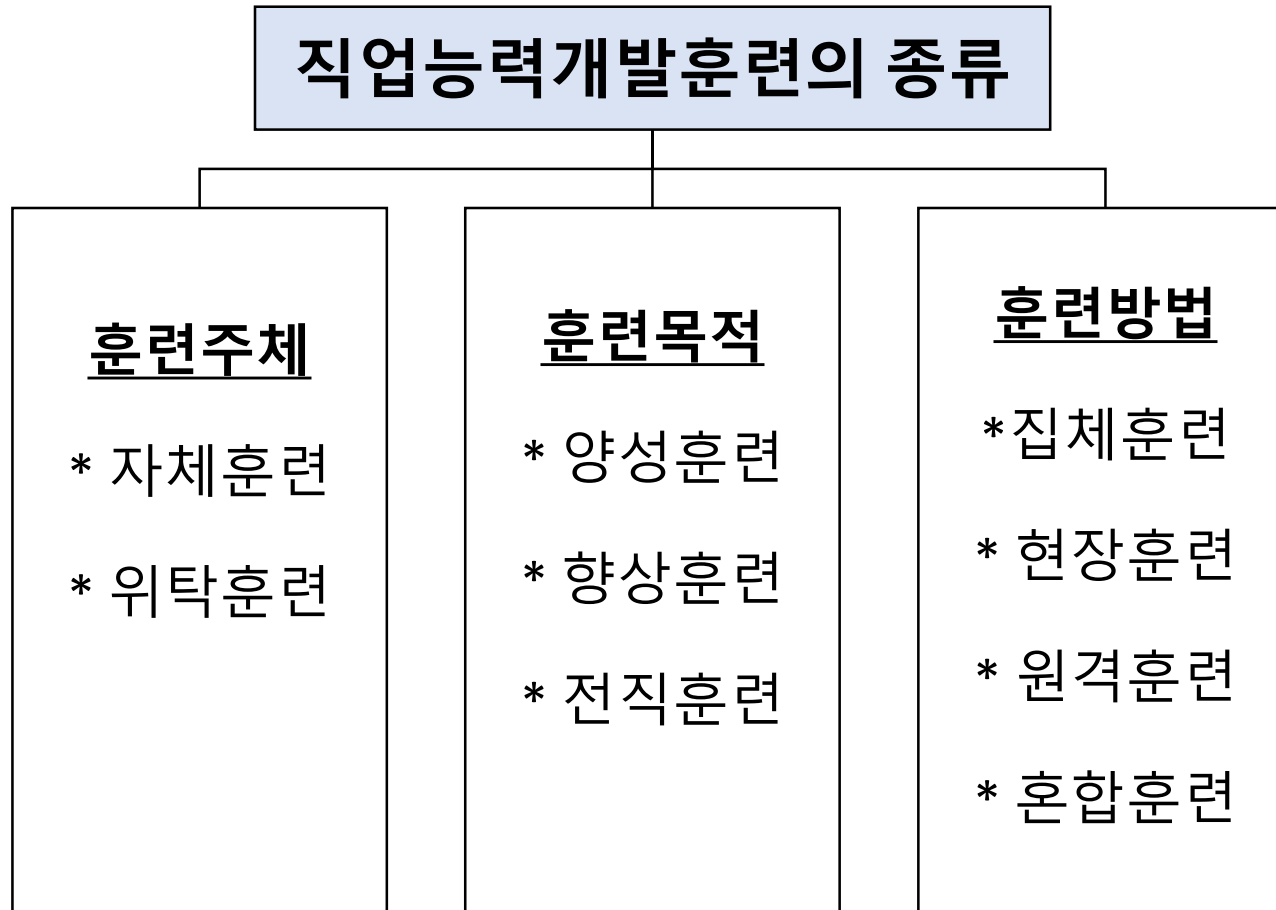 직업능력개발훈련의 종류
훈련주체
* 자체훈련
* 위탁훈련
훈련목적
* 양성훈련
* 향상훈련
* 전직훈련
훈련방법
*집체훈련
* 현장훈련
* 원격훈련
* 혼합훈련